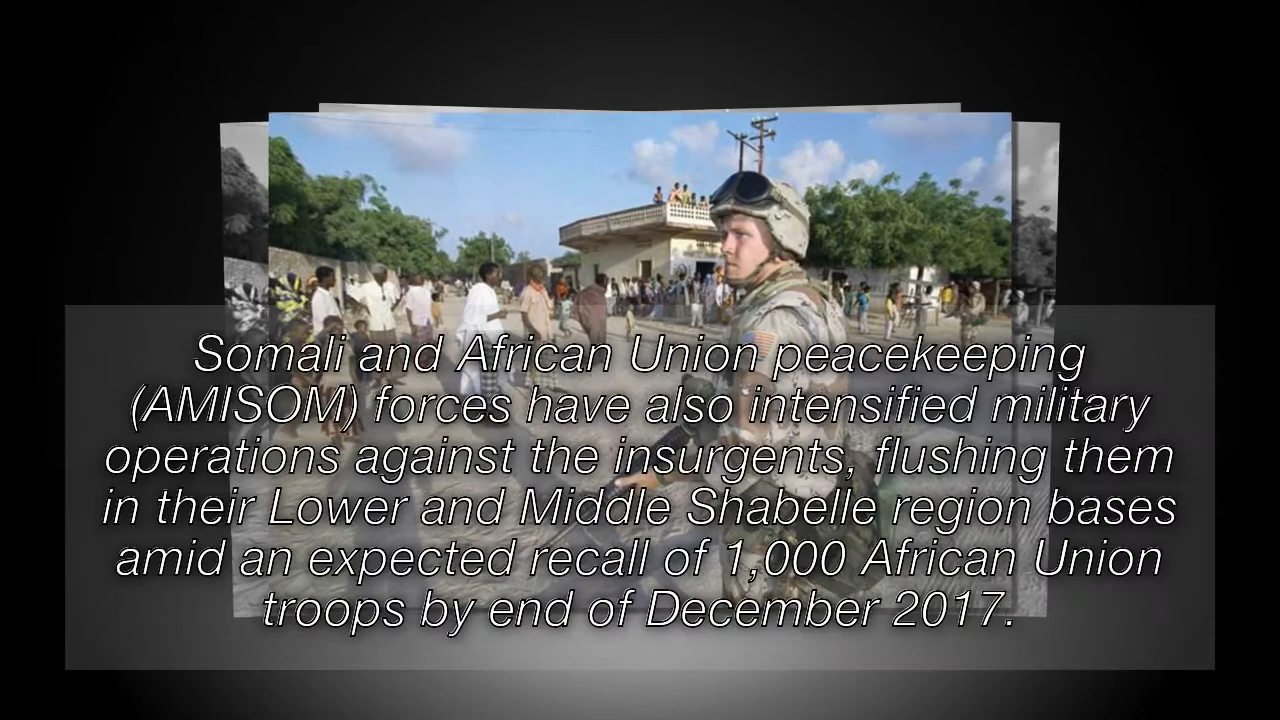 Somali and African Union peacekeeping
(AMISOM) forces have also intensified military
operations against the insurgents, flushing them
in their Lower and Middle Shabelle region bases
amid an expected recall of 1,000 African Union
troops by end of December 2017.